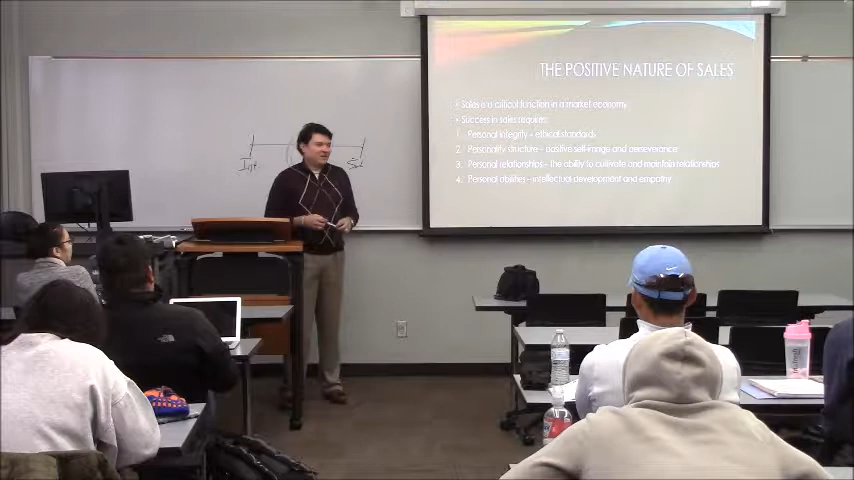 THE POSITIVE NATURE OF SALES
Sales is a critical function in a market economy
Success in sales requires:
1. Personal integrity – ethical standards
2. Personality structure – positive self-image and perseverance
3. Personal relationships – the ability to cultivate and maintain relationships
4. Personal abilities – intellectual development and empathy